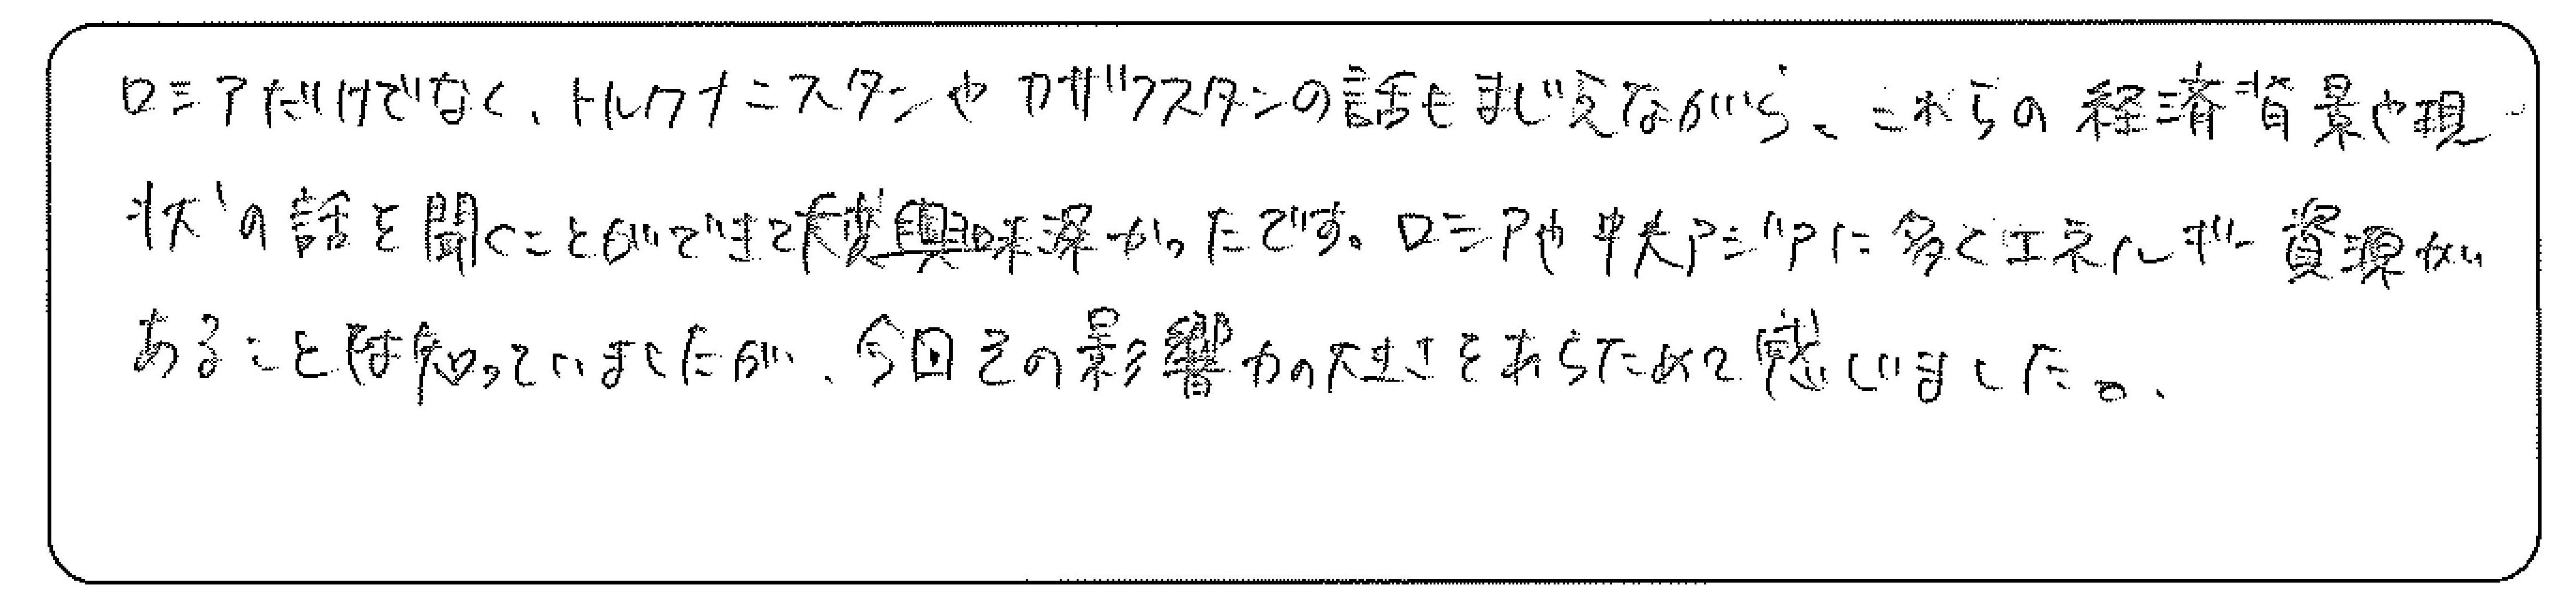 ロシアだけでなく、トルクメニスタンやカザフスタンの話もまじえながら、これらの経済背景や現
状の話を聞くことができて大変興味深かったです。ロシアや中央アジアに多くエネルギー資源が
あることは知っていましたが、今回その影響力の大きさをあらためて感じました。